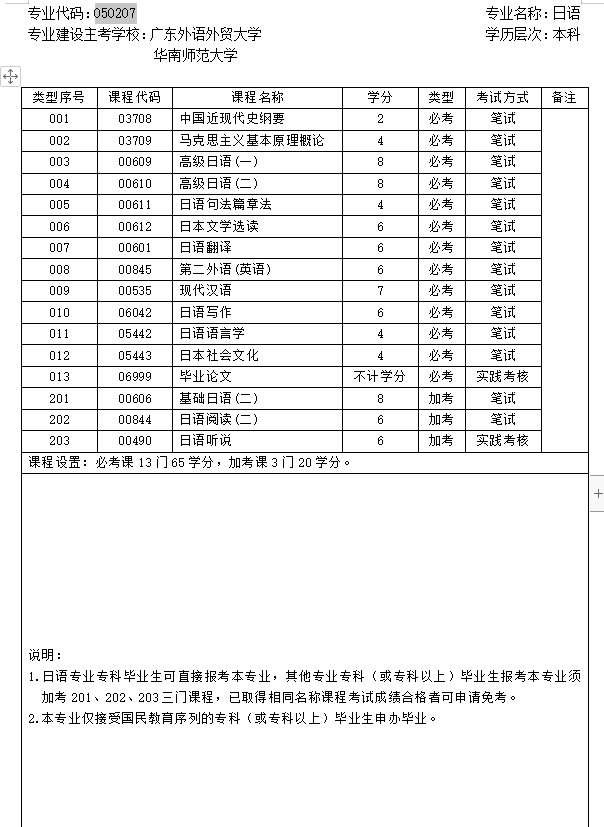 专业代码：050207 专业名称：日语
专业建设主考学校：广东外语外贸大学 学历层次：本科
华南师范大学
类型序号 课程代码 课程名称 学分 类型 考试方式 备注
001 03708 中国近现代史纲要 2 必考 笔试
002 03709 马克思主义基本原理概论 4 必考 笔试
003 00609 高级日语(一) 8 必考 笔试
004 00610 高级日语(二) 8 必考 笔试
005 00611 日语句法篇章法 4 必考 笔试
006 00612 日本文学选读 6 必考 笔试
007 00601 日语翻译 6 必考 笔试
008 00845 第二外语(英语) 6 必考 笔试
009 00535 现代汉语 7 必考 笔试
010 06042 日语写作 6 必考 笔试
011 05442 日语语言学 4 必考 笔试
012 05443 日本社会文化 4 必考 笔试
013 06999 毕业论文 不计学分 必考 实践考核
201 00606 基础日语(二) 8 加考 笔试
202 00844 日语阅读(二) 6 加考 笔试
203 00490 日语听说 6 加考 实践考核
课程设置：必考课 13 门 65 学分，加考课 3 门 20 学分。
说明：
1.日语专业专科毕业生可直接报考本专业，其他专业专科（或专科以上）毕业生报考本专业须
加考 201、202、203 三门课程，已取得相同名称课程考试成绩合格者可申请免考。
2.本专业仅接受国民教育序列的专科（或专科以上）毕业生申办毕业。